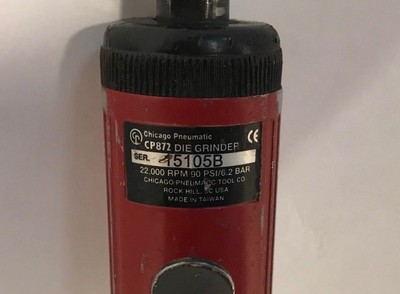 Chicago Pneumatic
CP872 DIE GRINDER CE
SER. 15105B
22,000 RPM 90 PSI/6.2 BAR
CHICAGO PNEUMATIC TOOL CO.
ROCK HILL, SC USA
MADE IN TAIWAN